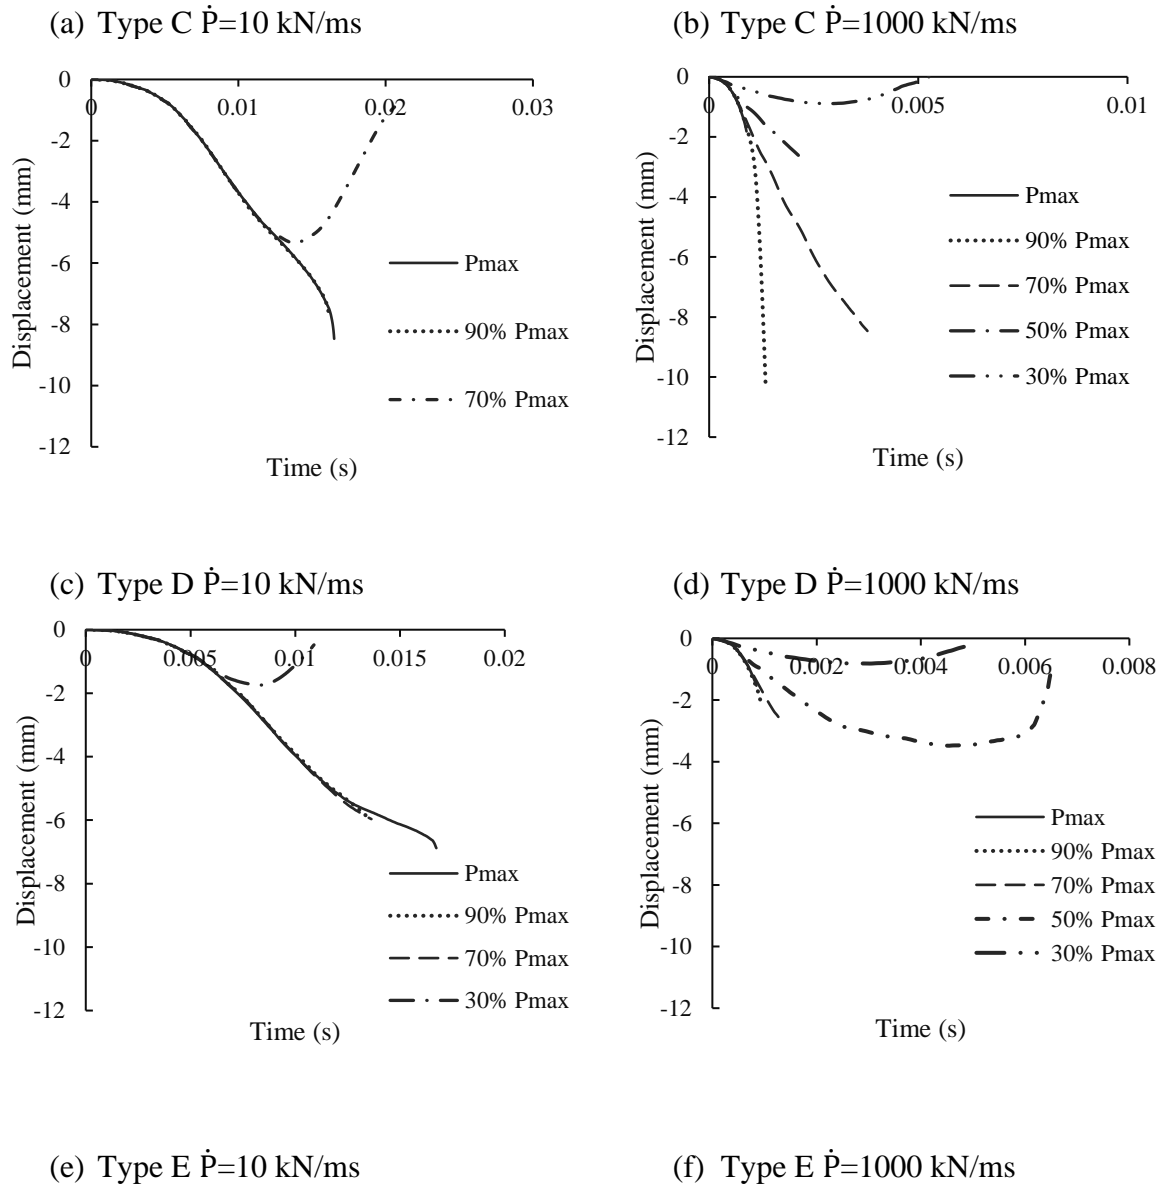 (a) Type C Ṗ=10 kN/ms
0
-2
-4
-6
-8
-10
-12
0
0.01
0.02
0.03
Displacement (mm)
Time (s)
Pmax
90% Pmax
70% Pmax
(b) Type C Ṗ=1000 kN/ms
0
-2
-4
-6
-8
-10
-12
0
0.005
0.01
Displacement (mm)
Time (s)
Pmax
90% Pmax
70% Pmax
50% Pmax
30% Pmax
(c) Type D Ṗ=10 kN/ms
0
-2
-4
-6
-8
-10
-12
0
0.005
0.01
0.015
0.02
Displacement (mm)
Time (s)
Pmax
90% Pmax
70% Pmax
30% Pmax
(d) Type D Ṗ=1000 kN/ms
0
-2
-4
-6
-8
-10
-12
0
0.002
0.004
0.006
0.008
Displacement (mm)
Time (s)
Pmax
90% Pmax
70% Pmax
50% Pmax
30% Pmax
(e) Type E Ṗ=10 kN/ms
(f) Type E Ṗ=1000 kN/ms